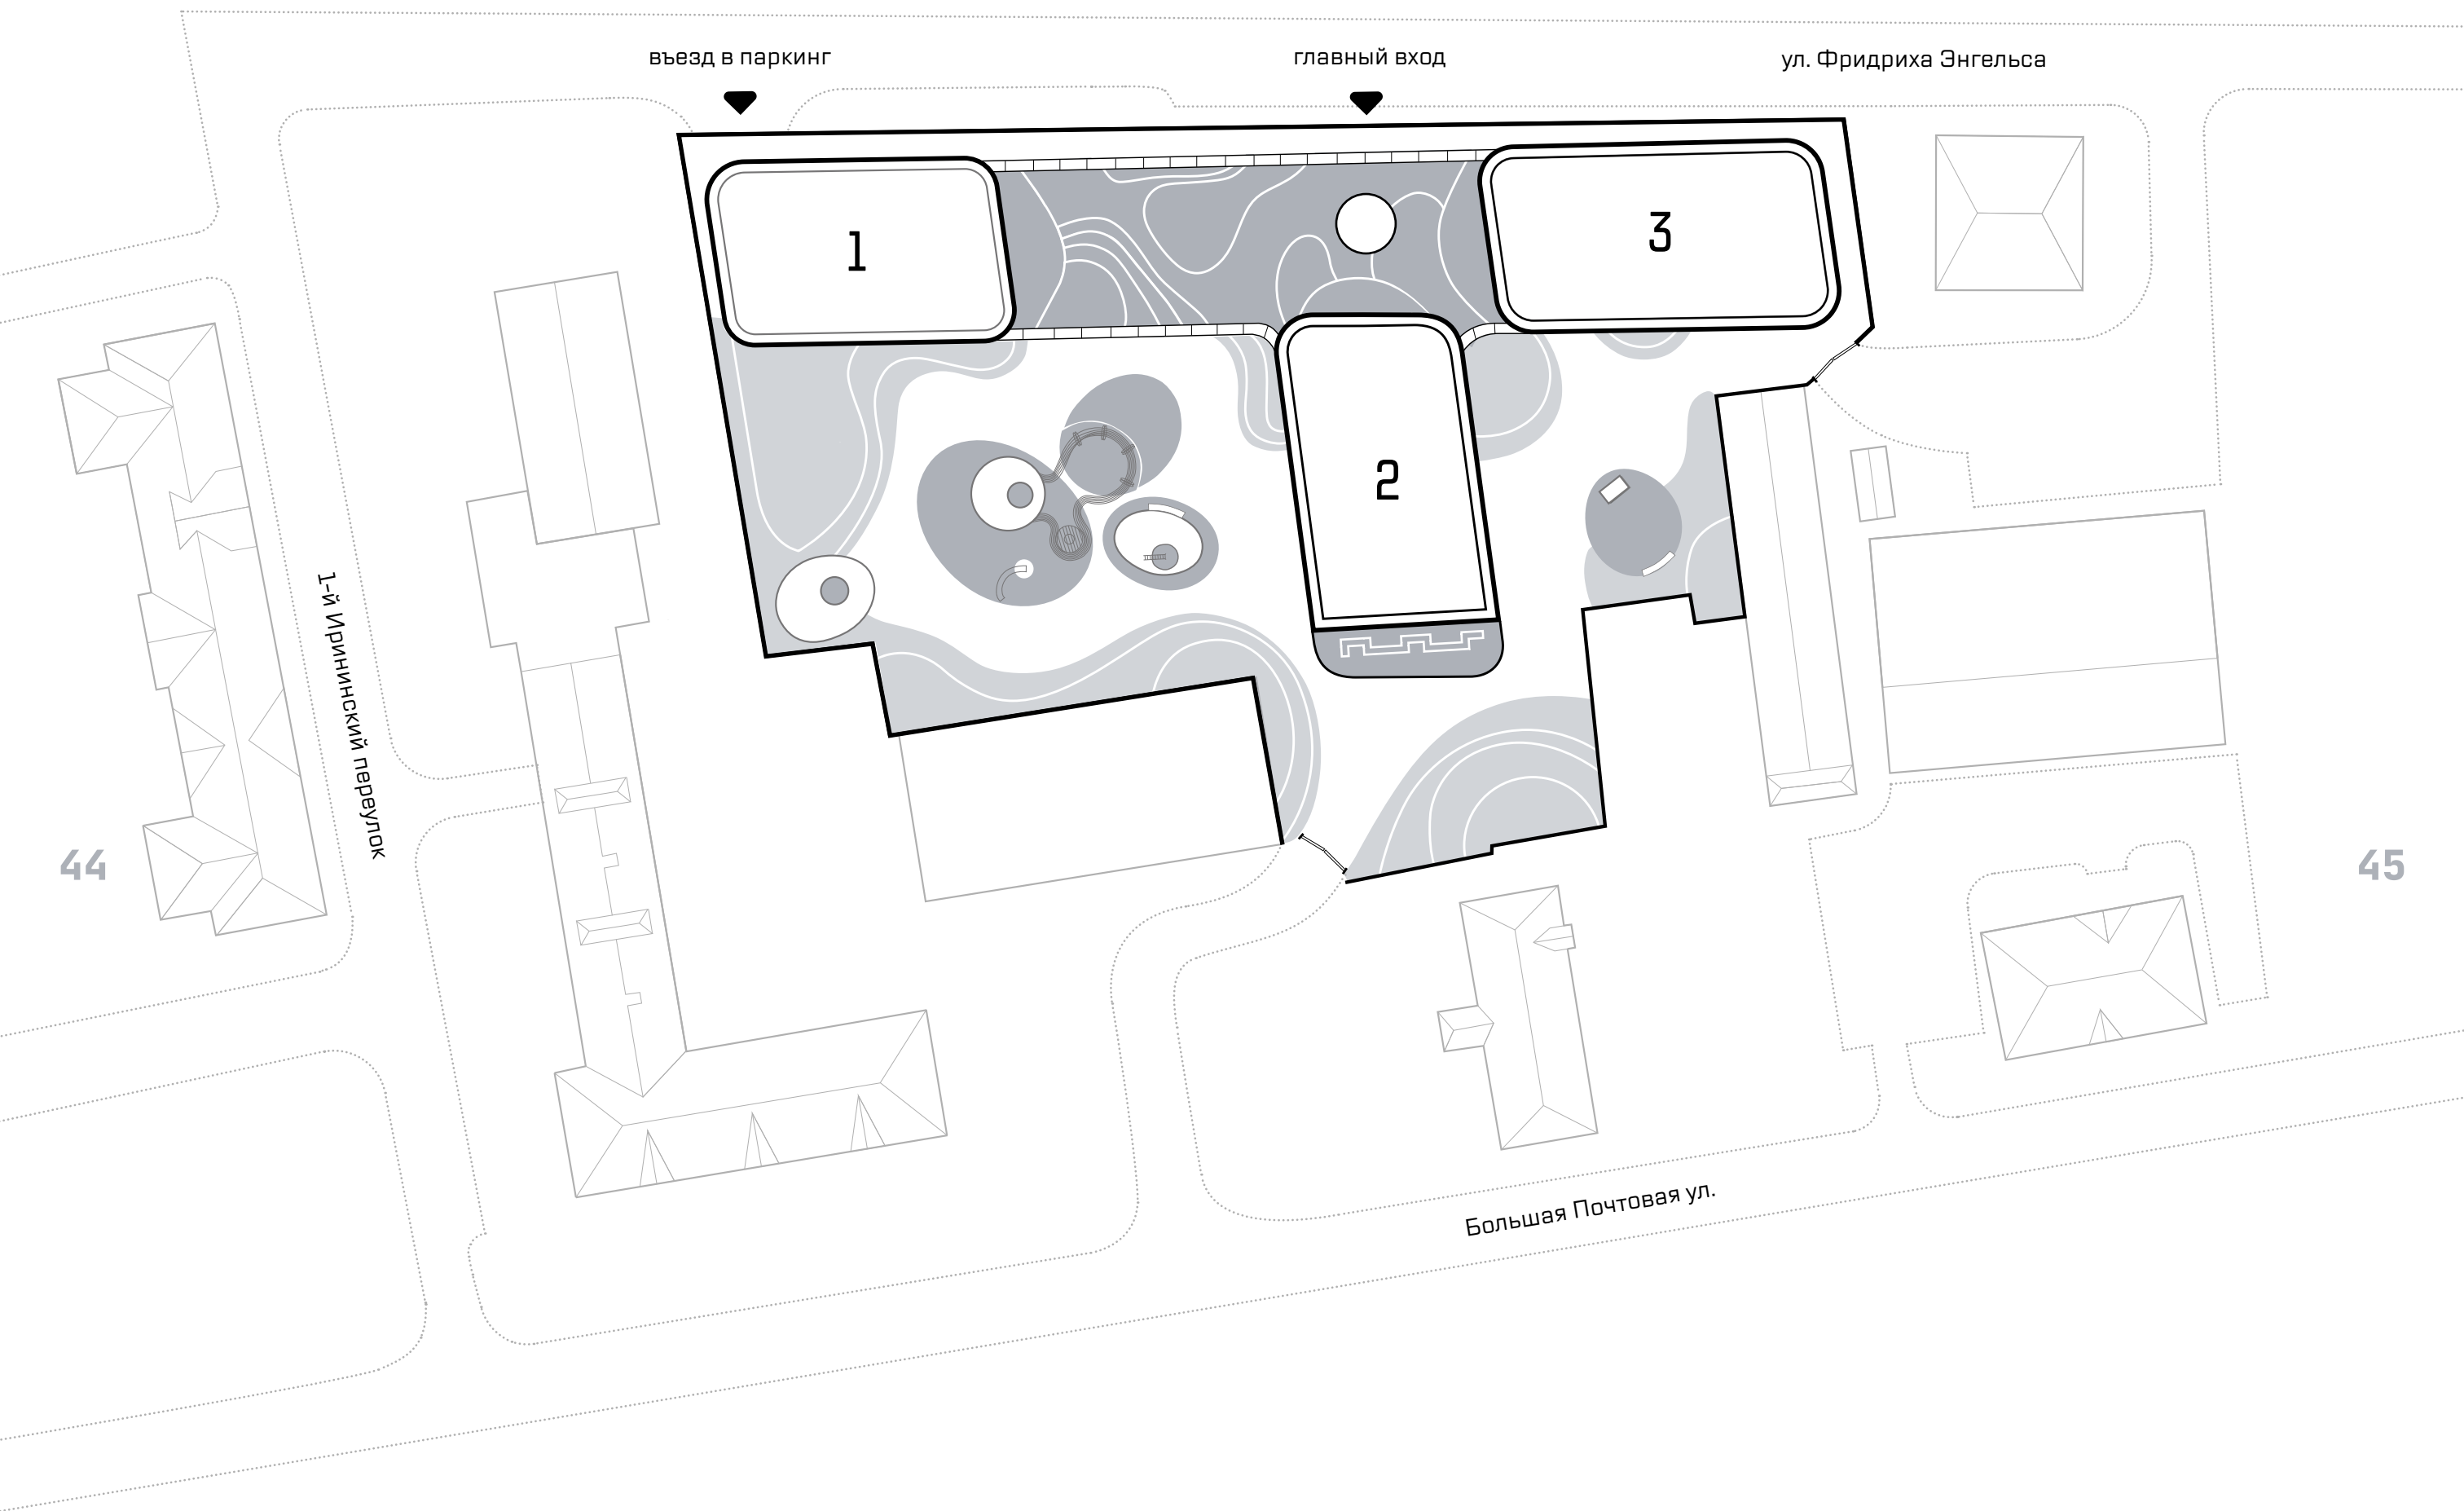 въезд в паркинг
главный вход
ул. Фридриха Энгельса
1
3
2
1-й Ирининский переулок
44
45
Большая Почтовая ул.